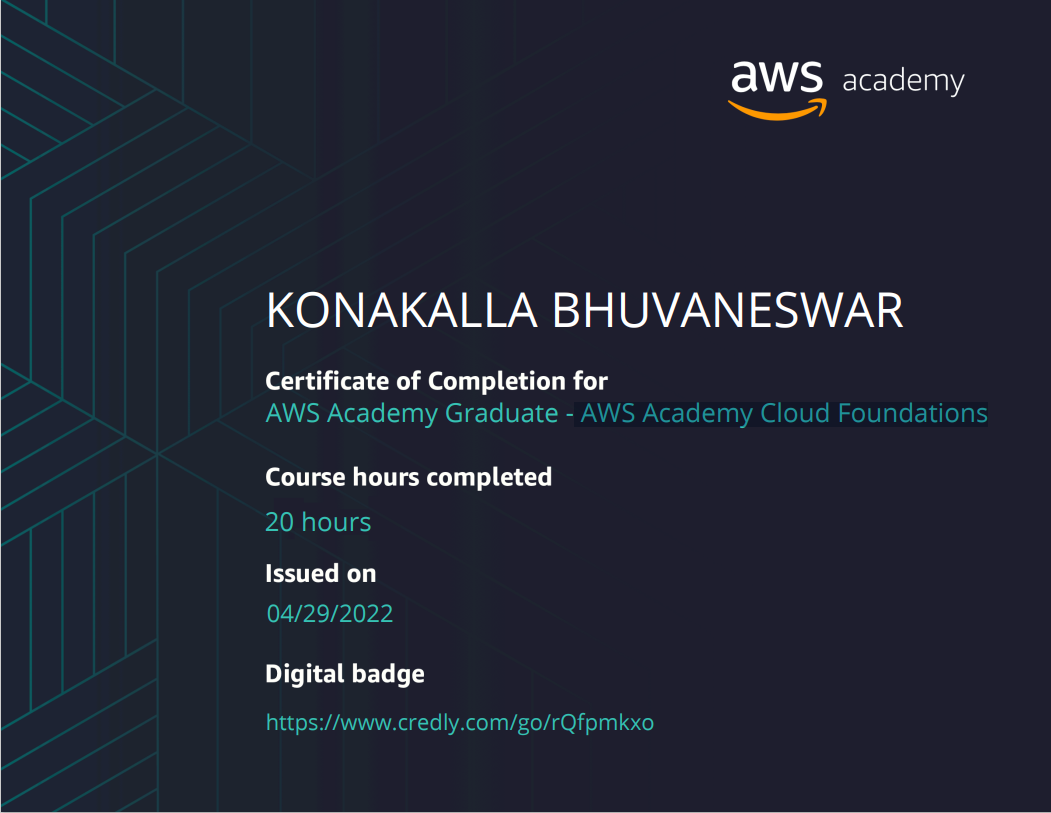 aws academy
KONAKALLA BHUVANESWAR
Certificate of Completion for
AWS Academy Graduate - AWS Academy Cloud Foundations
Course hours completed
20 hours
Issued on
04/29/2022
Digital badge
https://www.credly.com/go/rQfpmkxo